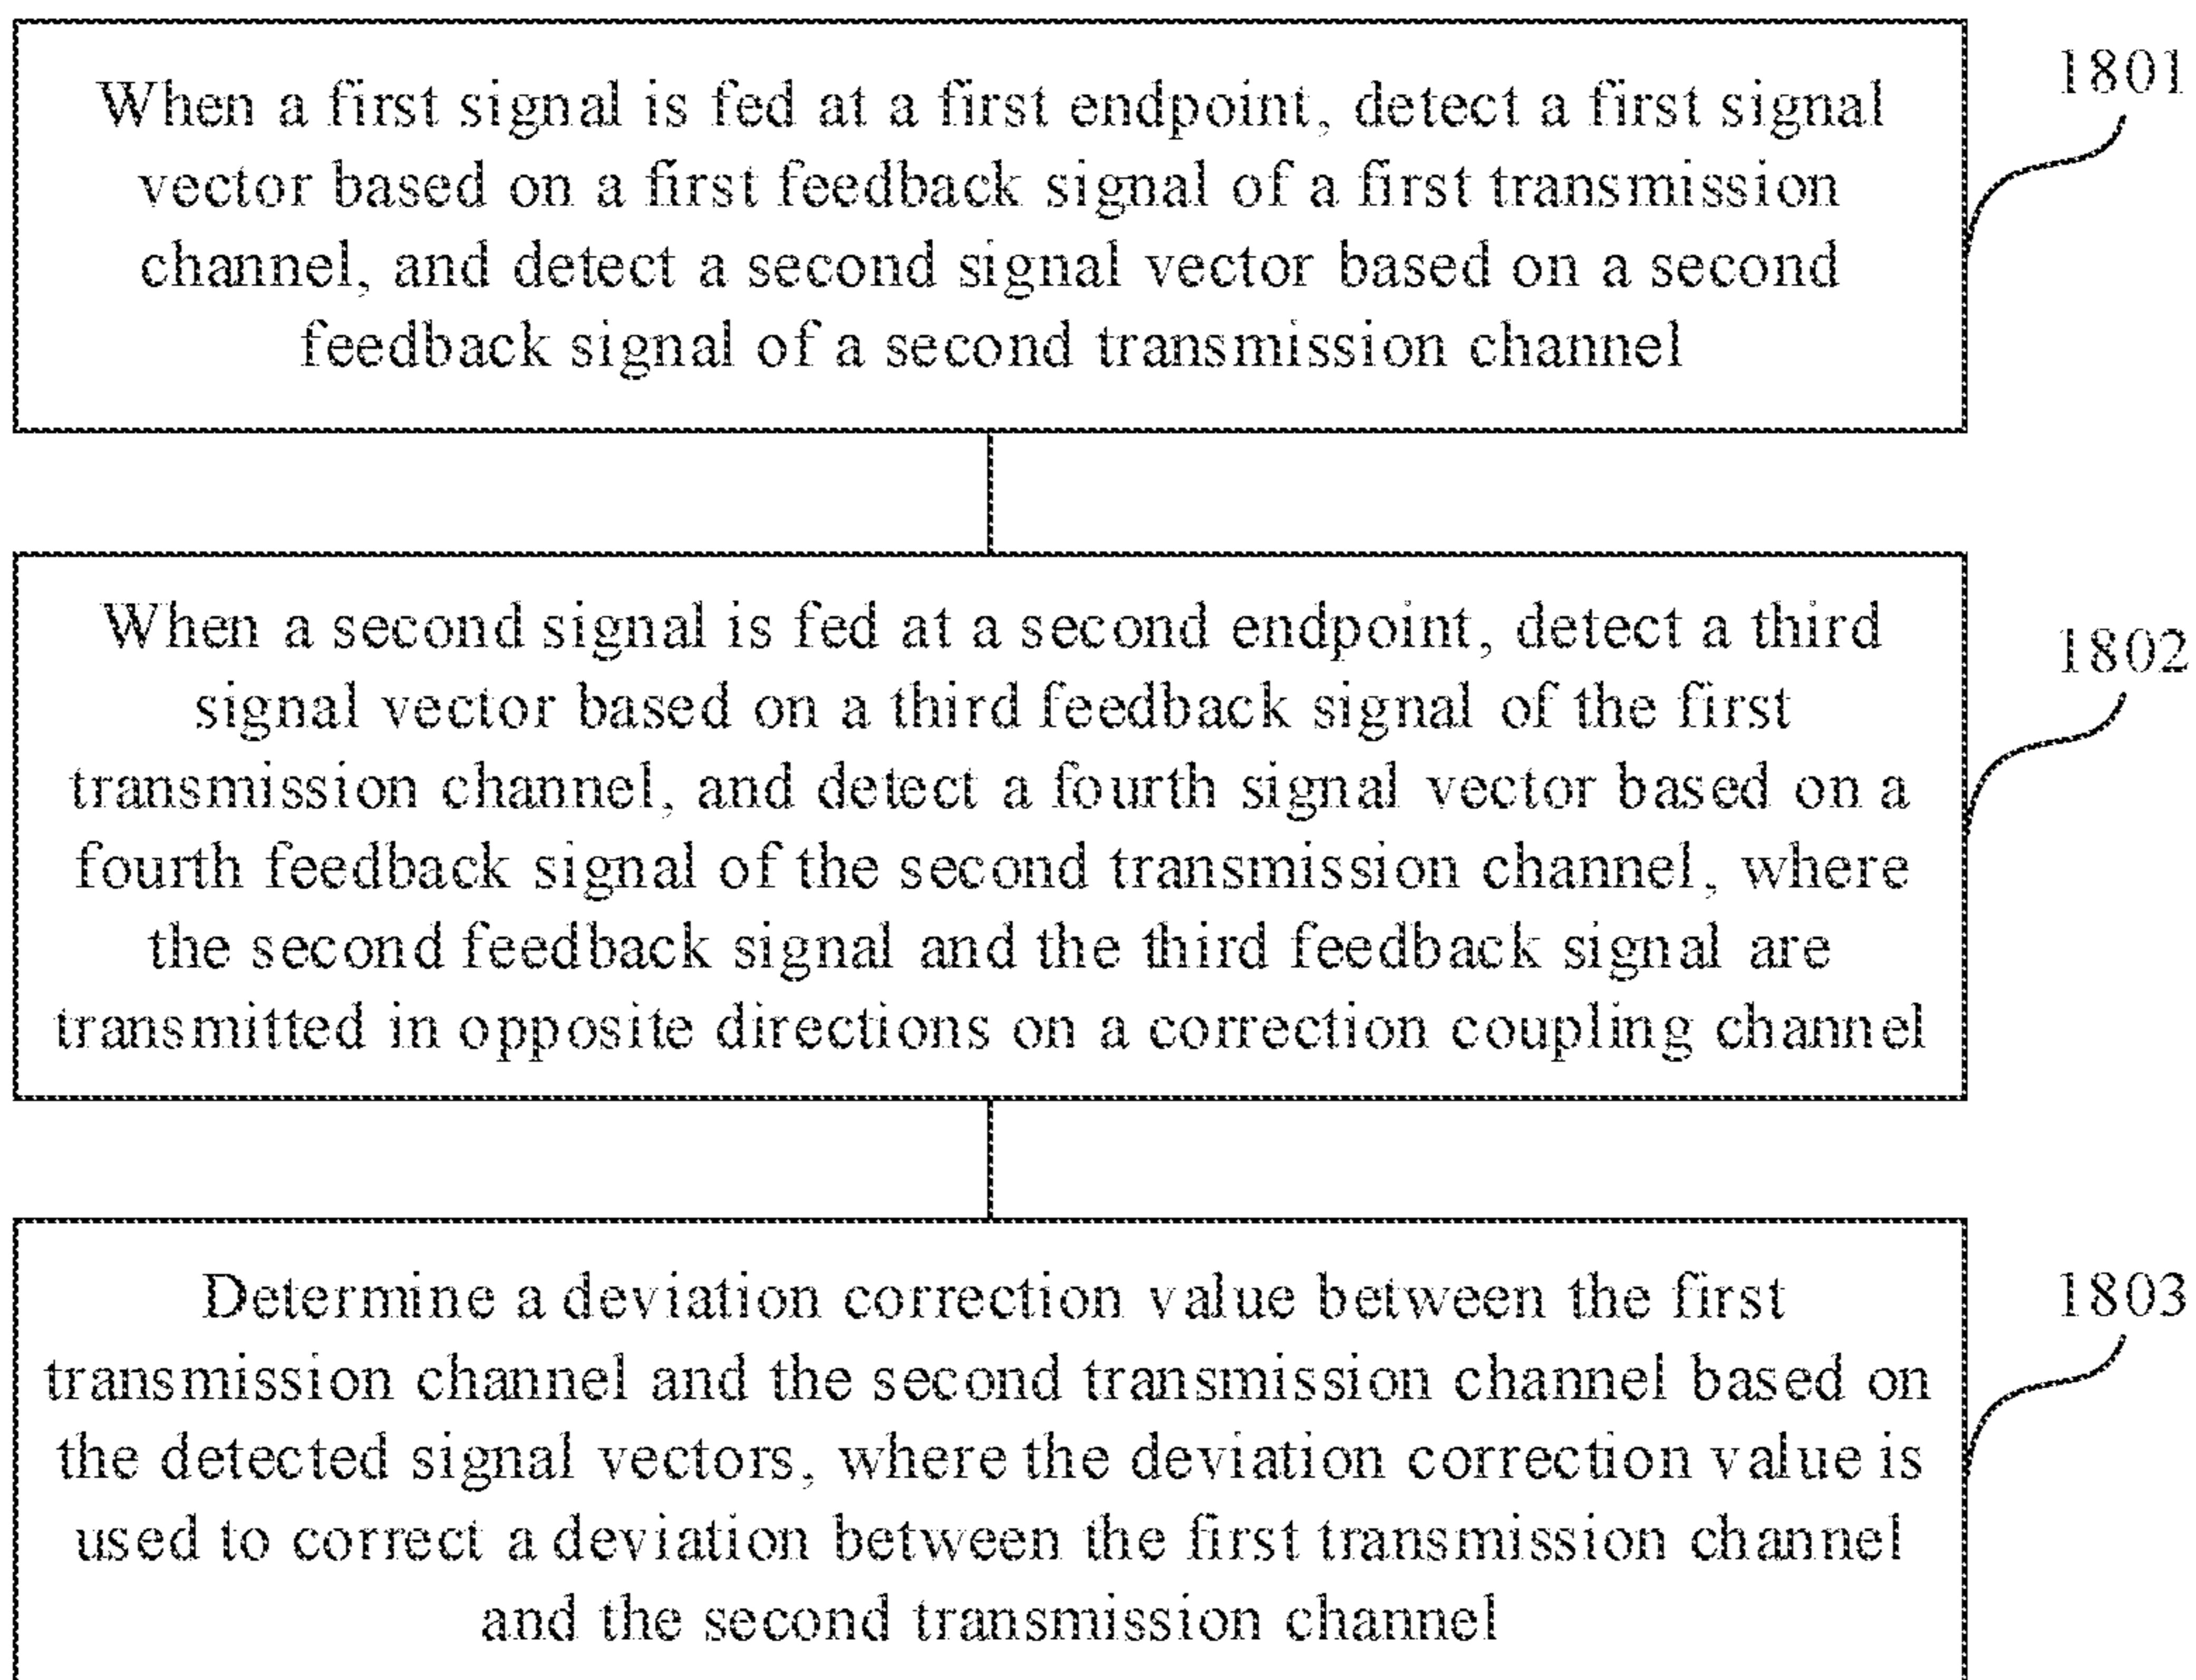 When a first signal is fed at a first endpoint, detect a first signal
vector based on a first feedback signal of a first transmission
channel, and detect a second signal vector based on a second
feedback signal of a second transmission channel
1801
When a second signal is fed at a second endpoint, detect a third
signal vector based on a third feedback signal of the first
transmission channel, and detect a fourth signal vector based on a
fourth feedback signal of the second transmission channel, where
the second feedback signal and the third feedback signal are
transmitted in opposite directions on a correction coupling channel
1802
Determine a deviation correction value between the first
transmission channel and the second transmission channel based on
the detected signal vectors, where the deviation correction value is
used to correct a deviation between the first transmission channel
and the second transmission channel
1803